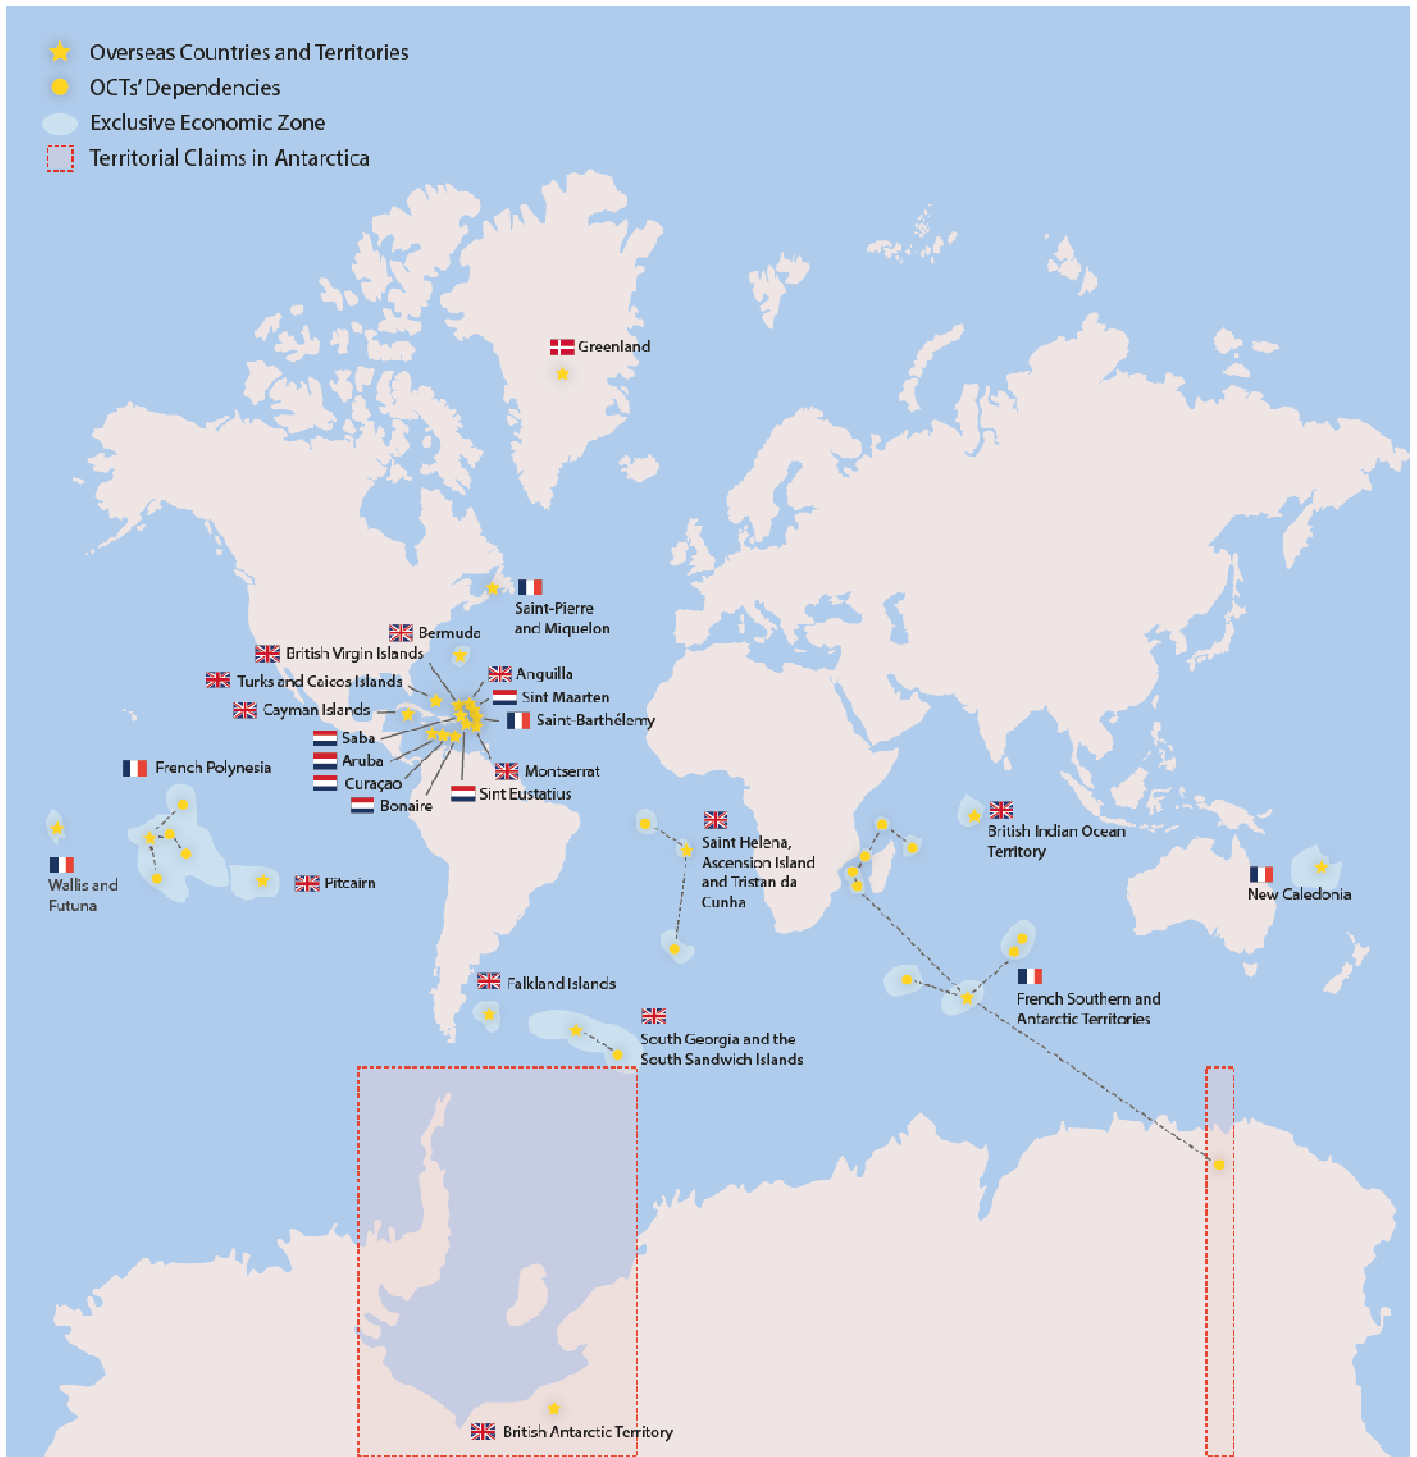 Overseas Countries and Territories
OCTs' Dependencies
Exclusive Economic Zone
Territorial Claims in Antarctica
Greenland
Saint-Pierre
and Miquelon
Bermuda
British Virgin Islands
Anguilla
Turks and Caicos Islands
Sint Maarten
Cayman Islands
Saint-Barthélemy
Saba
Aruba
French Polynesia
Montserrat
Curaçao
Sint Eustatius
Bonaire
British Indian Ocean
Territory
Saint Helena,
Ascension Island
and Tristan da
Cunha
Wallis and
Futuna
Pitcairn
New Caledonia
Falkland Islands
French Southern and
Antarctic Territories
South Georgia and the
South Sandwich Islands
British Antarctic Territory